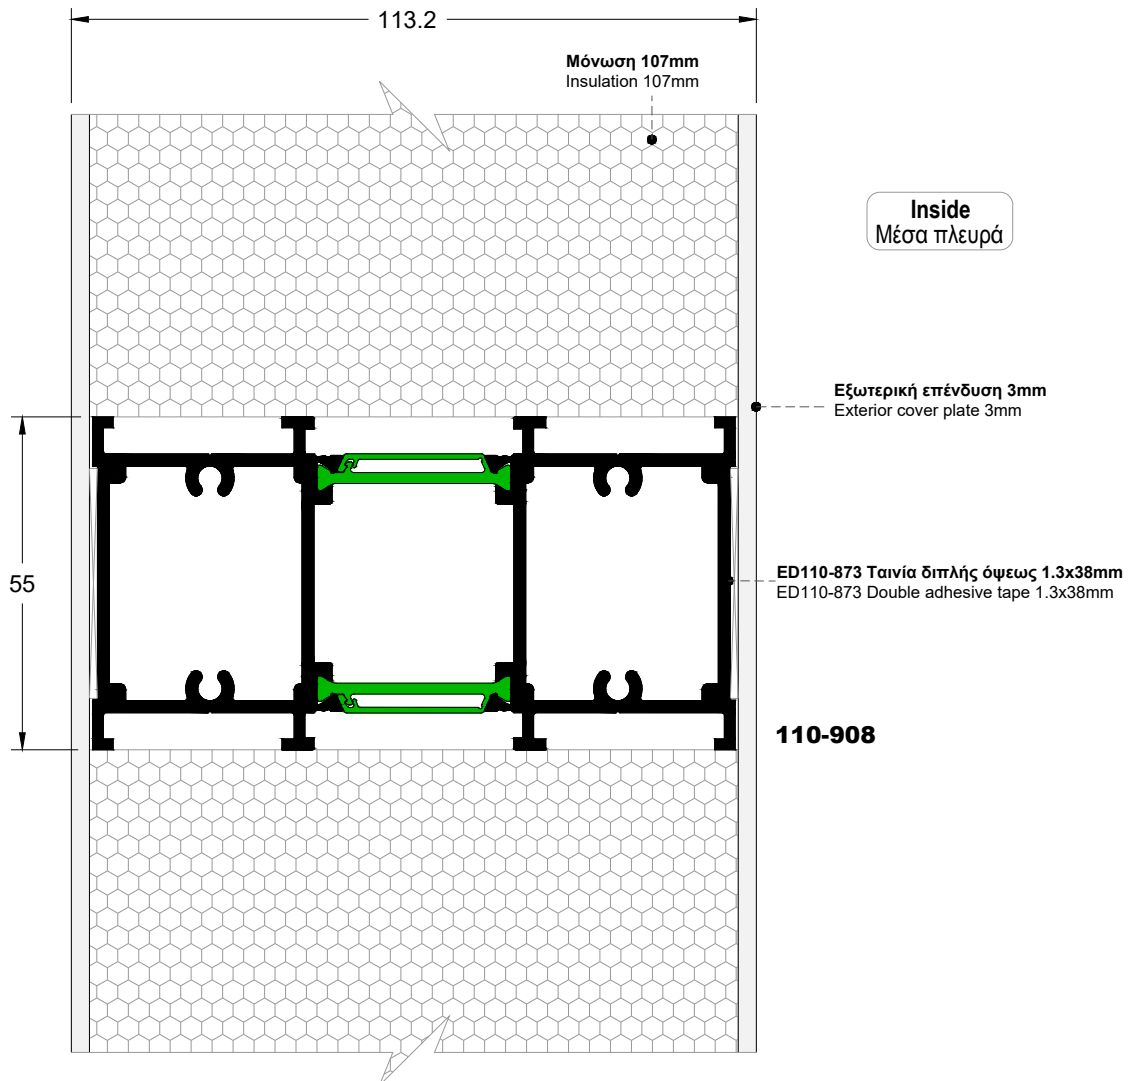 113.2
Μόνωση 107mm
Insulation 107mm
Inside
Μέσα πλευρά
Εξωτερική επένδυση 3mm
Exterior cover plate 3mm
55
ED110-873 Ταινία διπλής όψεως 1.3x38mm
ED110-873 Double adhesive tape 1.3x38mm
110-908